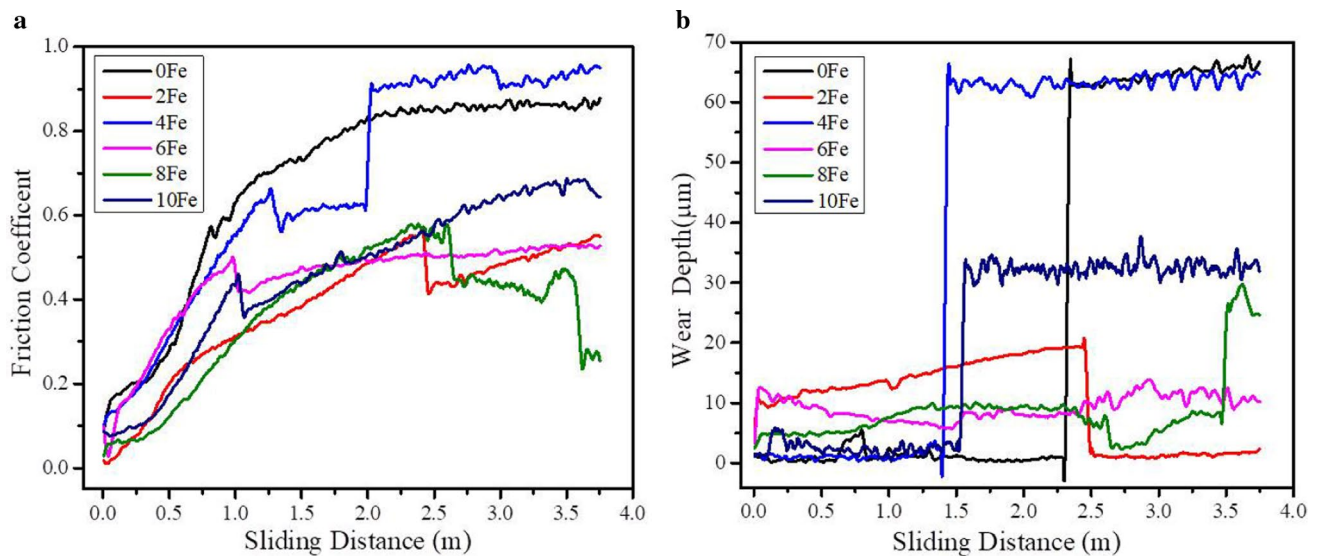 a
Friction Coefficent
1.0
0.8
0.6
0.4
0.2
0.0
0Fe
2Fe
4Fe
6Fe
8Fe
10Fe
0.0 0.5 1.0 1.5 2.0 2.5 3.0 3.5 4.0
Sliding Distance (m)
b
Wear Depth(μm)
70
60
50
40
30
20
10
0
0Fe
2Fe
4Fe
6Fe
8Fe
10Fe
0.0 0.5 1.0 1.5 2.0 2.5 3.0 3.5 4.0
Sliding Distance (m)